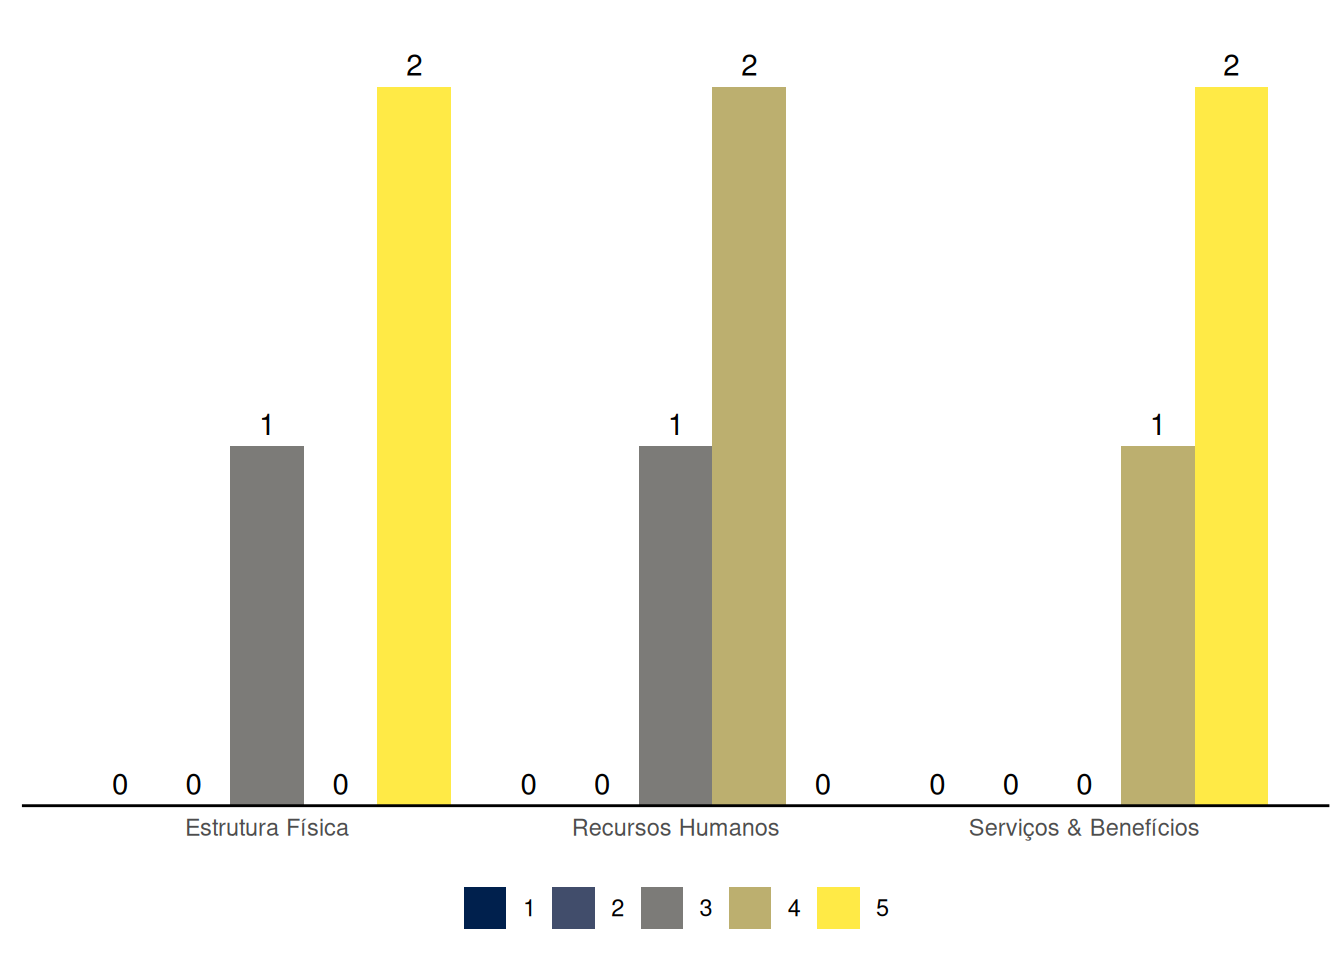 2 2 2
1 1 1
0 0 0 0 0 0 0 0 0
Estrutura Física Recursos Humanos Serviços & Benefícios
1 2 3 4 5